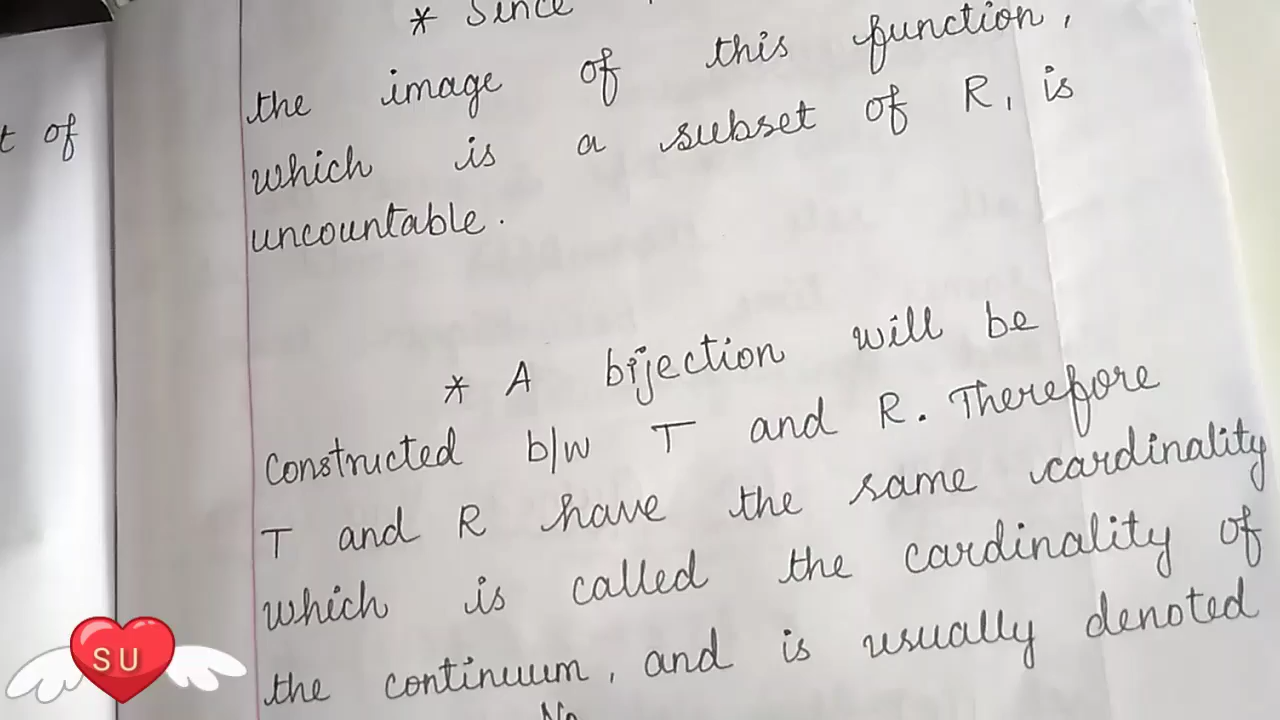 * Since
the image of this function,
which is a subset of R, is
uncountable.
* A bijection will be
constructed b/w T and R. Therefore
T and R have the same cardinality
which is called the cardinality of
the continuum, and is usually denoted
t of
SU